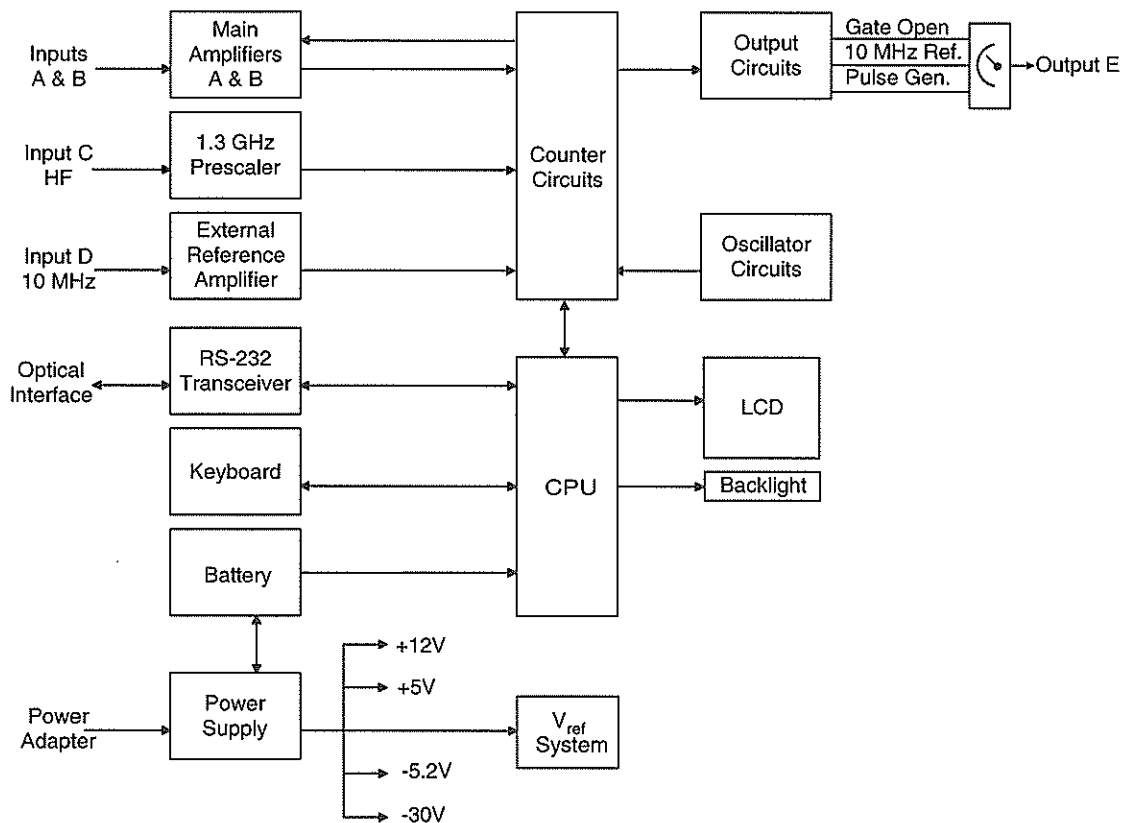 Inputs
A & B
Main
Amplifiers
A & B
Output
Circuits
Gate Open
10 MHz Ref.
Pulse Gen.
Output E
Input C
HF
1.3 GHz
Prescaler
Counter
Circuits
Input D
10 MHz
External
Reference
Amplifier
Oscillator
Circuits
Optical
Interface
RS-232
Transceiver
LCD
Keyboard
CPU
Backlight
Battery
+12V
+5V
Power
Adapter
Power
Supply
Vref
System
-5.2V
-30V